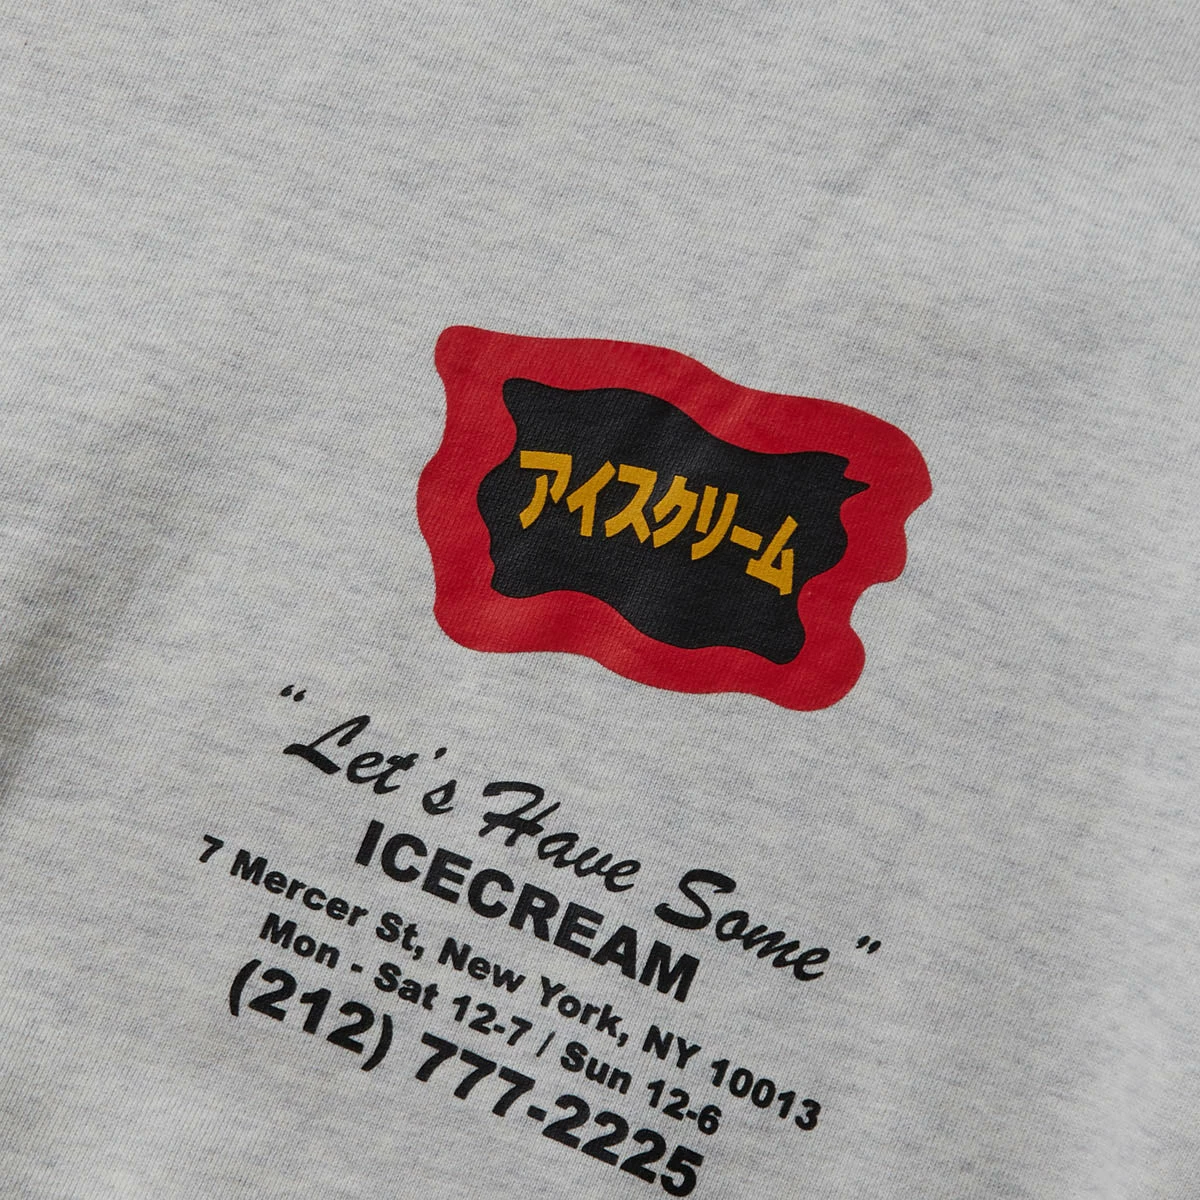 アイスクリーム
“Let's Have Some”
ICECREAM
7 Mercer St, New York, NY 10013
Mon - Sat 12-7 / Sun 12-6
(212) 777-2225